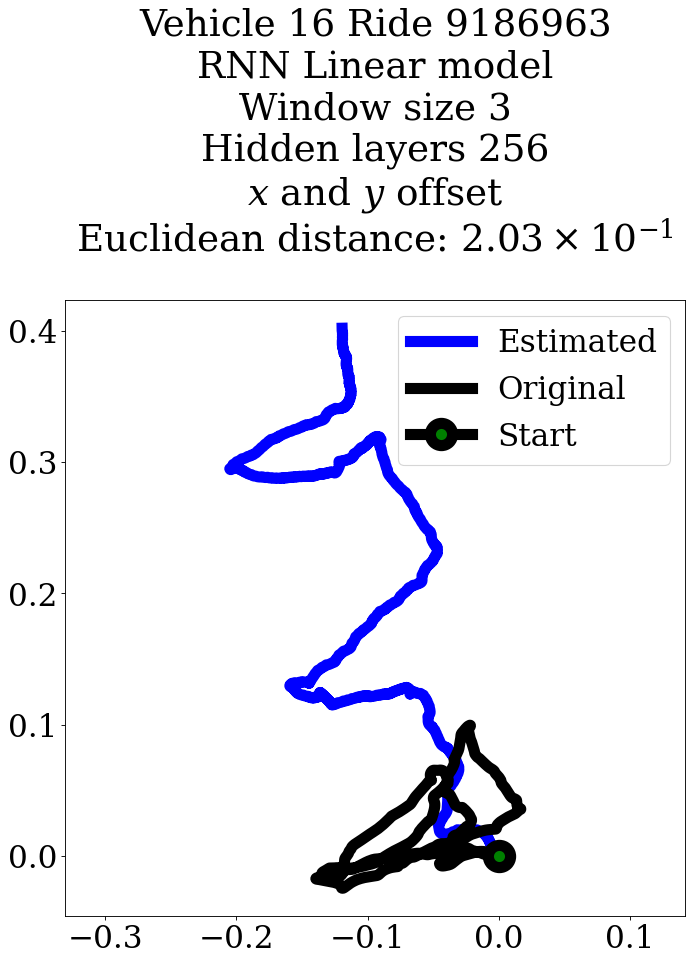 Vehicle 16 Ride 9186963
RNN Linear model
Window size 3
Hidden layers 256
x and y offset
Euclidean distance: 2.03 × 10⁻¹
Estimated
Original
Start
0.4
0.3
0.2
0.1
0.0
−0.3 −0.2 −0.1 0.0 0.1